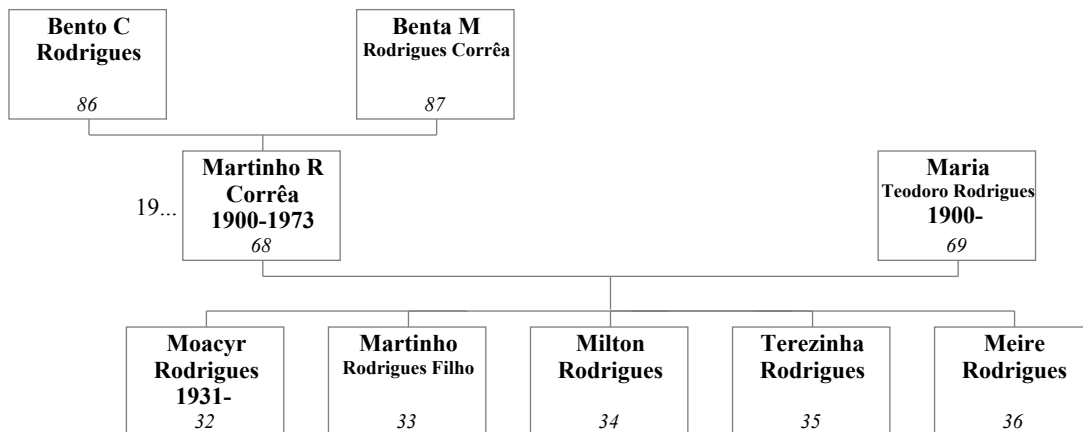 Bento C
Rodrigues
86
Benta M
Rodrigues Corrêa
87
19...
Martinho R
Corrêa
1900-1973
68
Maria
Teodoro Rodrigues
1900-
69
Moacyr
Rodrigues
1931-
32
Martinho
Rodrigues Filho
33
Milton
Rodrigues
34
Terezinha
Rodrigues
35
Meire
Rodrigues
36